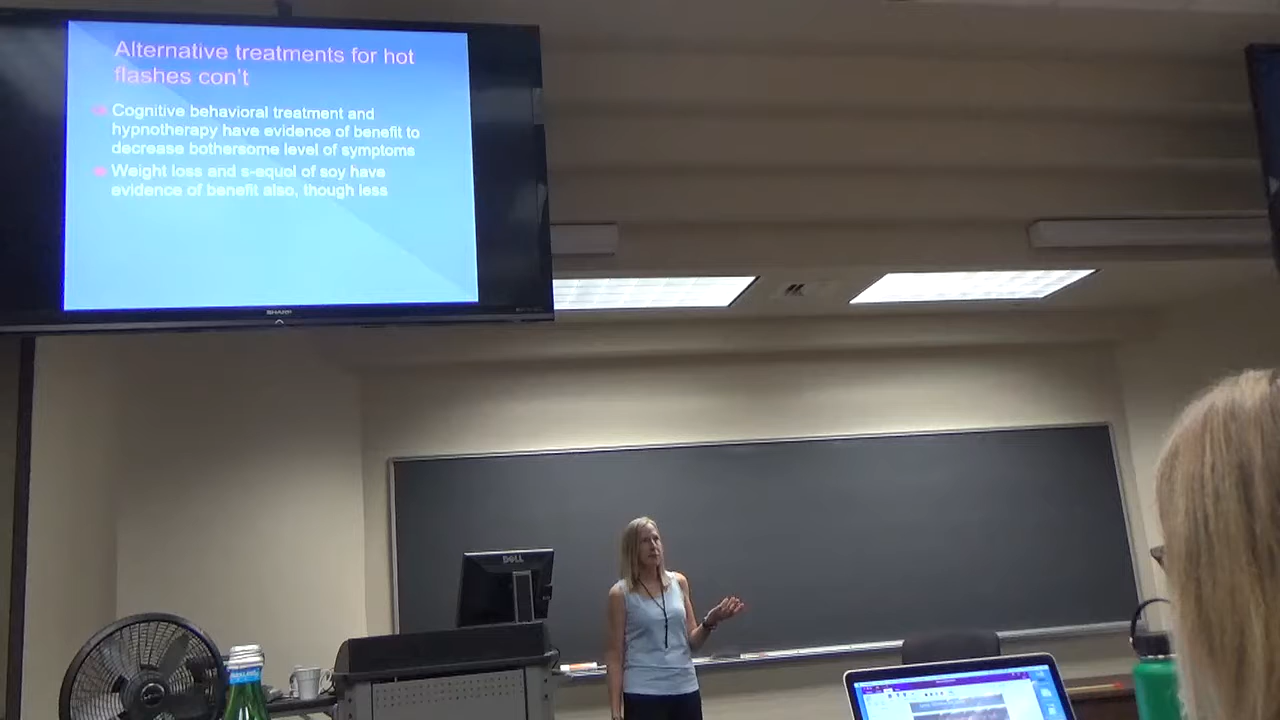 Alternative treatments for hot
flashes con't
Cognitive behavioral treatment and
hypnotherapy have evidence of benefit to
decrease bothersome level of symptoms
Weight loss and s-equol of soy have
evidence of benefit also, though less
SHARP
DELL